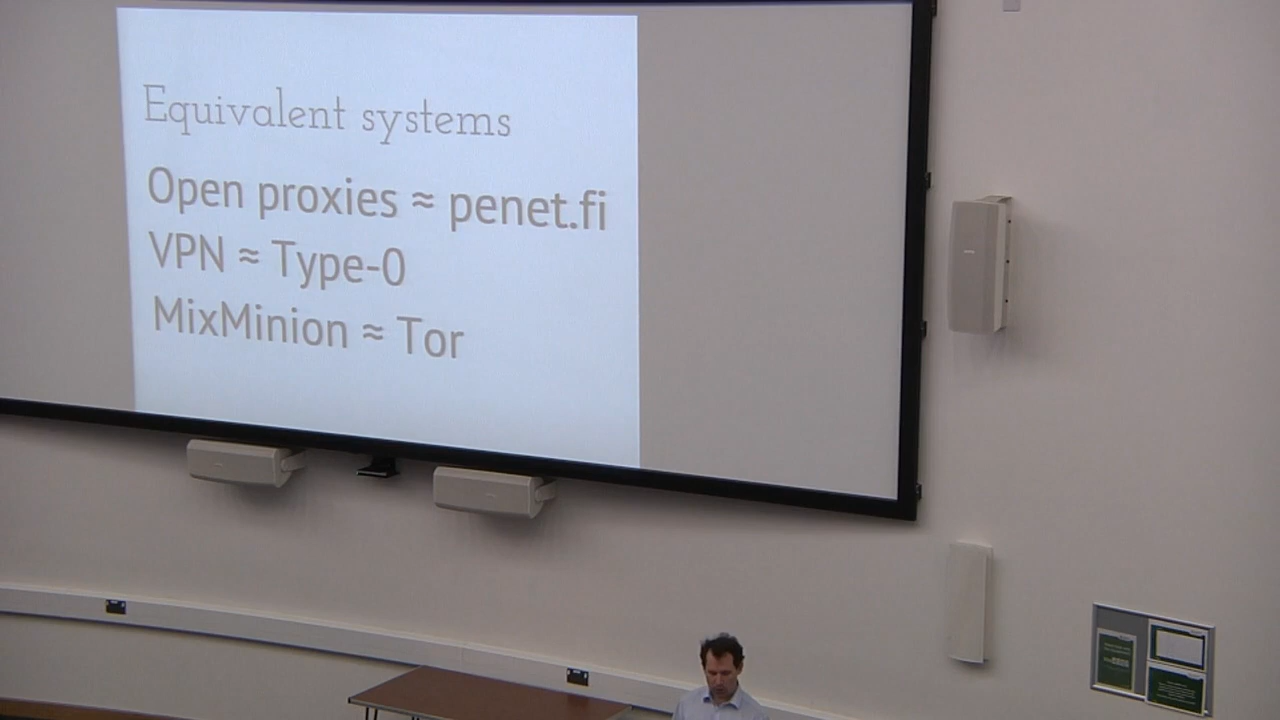 Equivalent systems
Open proxies ≈ penet.fi
VPN ≈ Type-0
MixMinion ≈ Tor